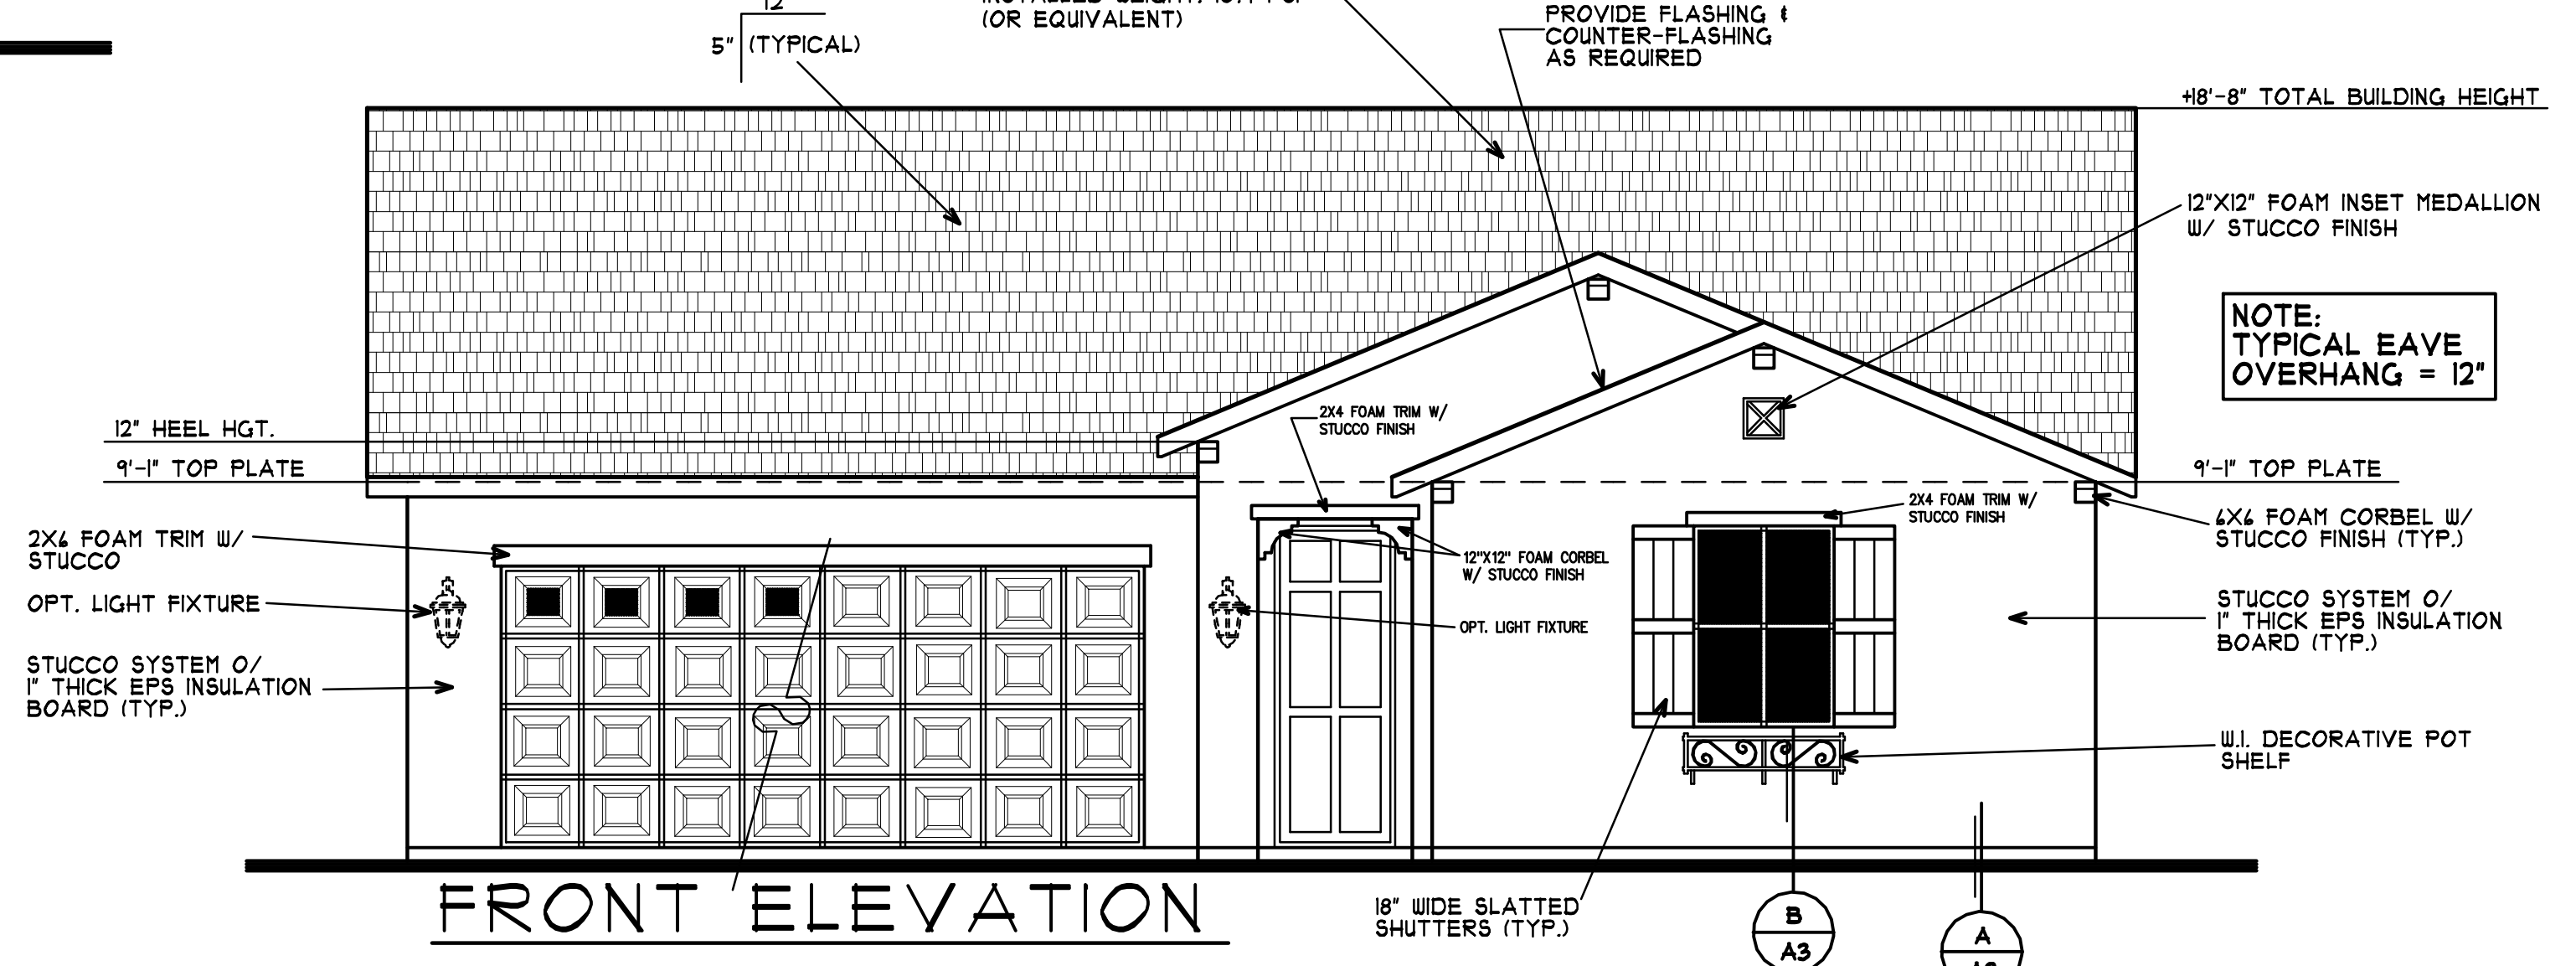 12
5" (TYPICAL)
(OR EQUIVALENT)
PROVIDE FLASHING &
COUNTER-FLASHING
AS REQUIRED
+18'-8" TOTAL BUILDING HEIGHT
12"X12" FOAM INSET MEDALLION
W/ STUCCO FINISH
NOTE:
TYPICAL EAVE
OVERHANG = 12"
12" HEEL HGT.
9'-1" TOP PLATE
2X4 FOAM TRIM W/
STUCCO FINISH
9'-1" TOP PLATE
2X4 FOAM TRIM W/
STUCCO FINISH
6X6 FOAM CORBEL W/
STUCCO FINISH (TYP.)
2X6 FOAM TRIM W/
STUCCO
12"X12" FOAM CORBEL
W/ STUCCO FINISH
OPT. LIGHT FIXTURE
OPT. LIGHT FIXTURE
STUCCO SYSTEM O/
1" THICK EPS INSULATION
BOARD (TYP.)
STUCCO SYSTEM O/
1" THICK EPS INSULATION
BOARD (TYP.)
W.I. DECORATIVE POT
SHELF
FRONT ELEVATION
18" WIDE SLATTED
SHUTTERS (TYP.)
B
A3
A